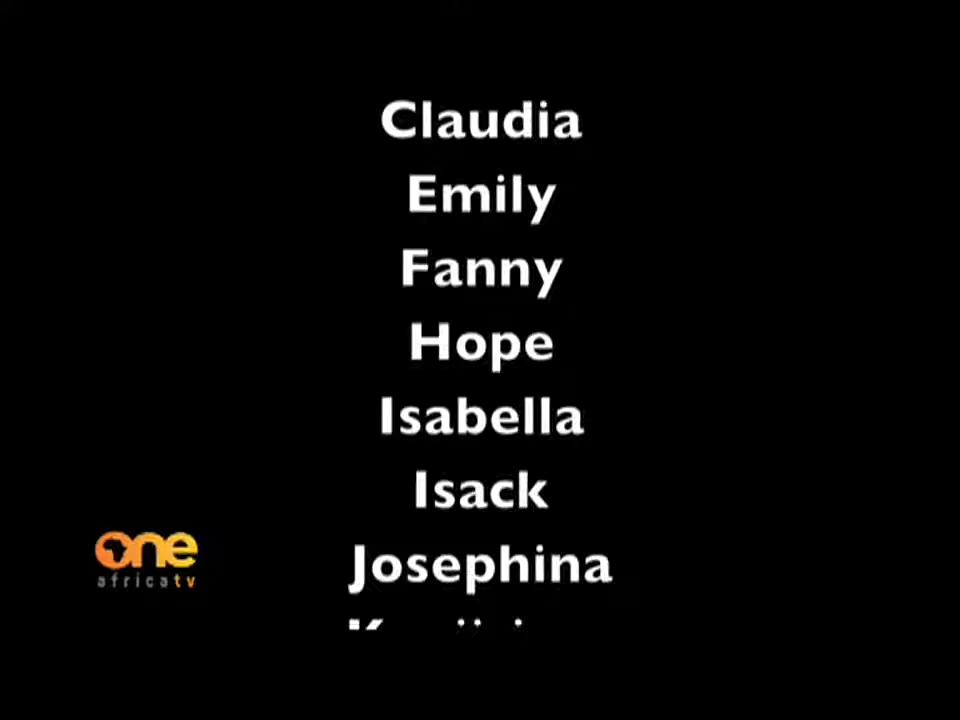 Claudia
Emily
Fanny
Hope
Isabella
Isack
Josephina
one
africatv